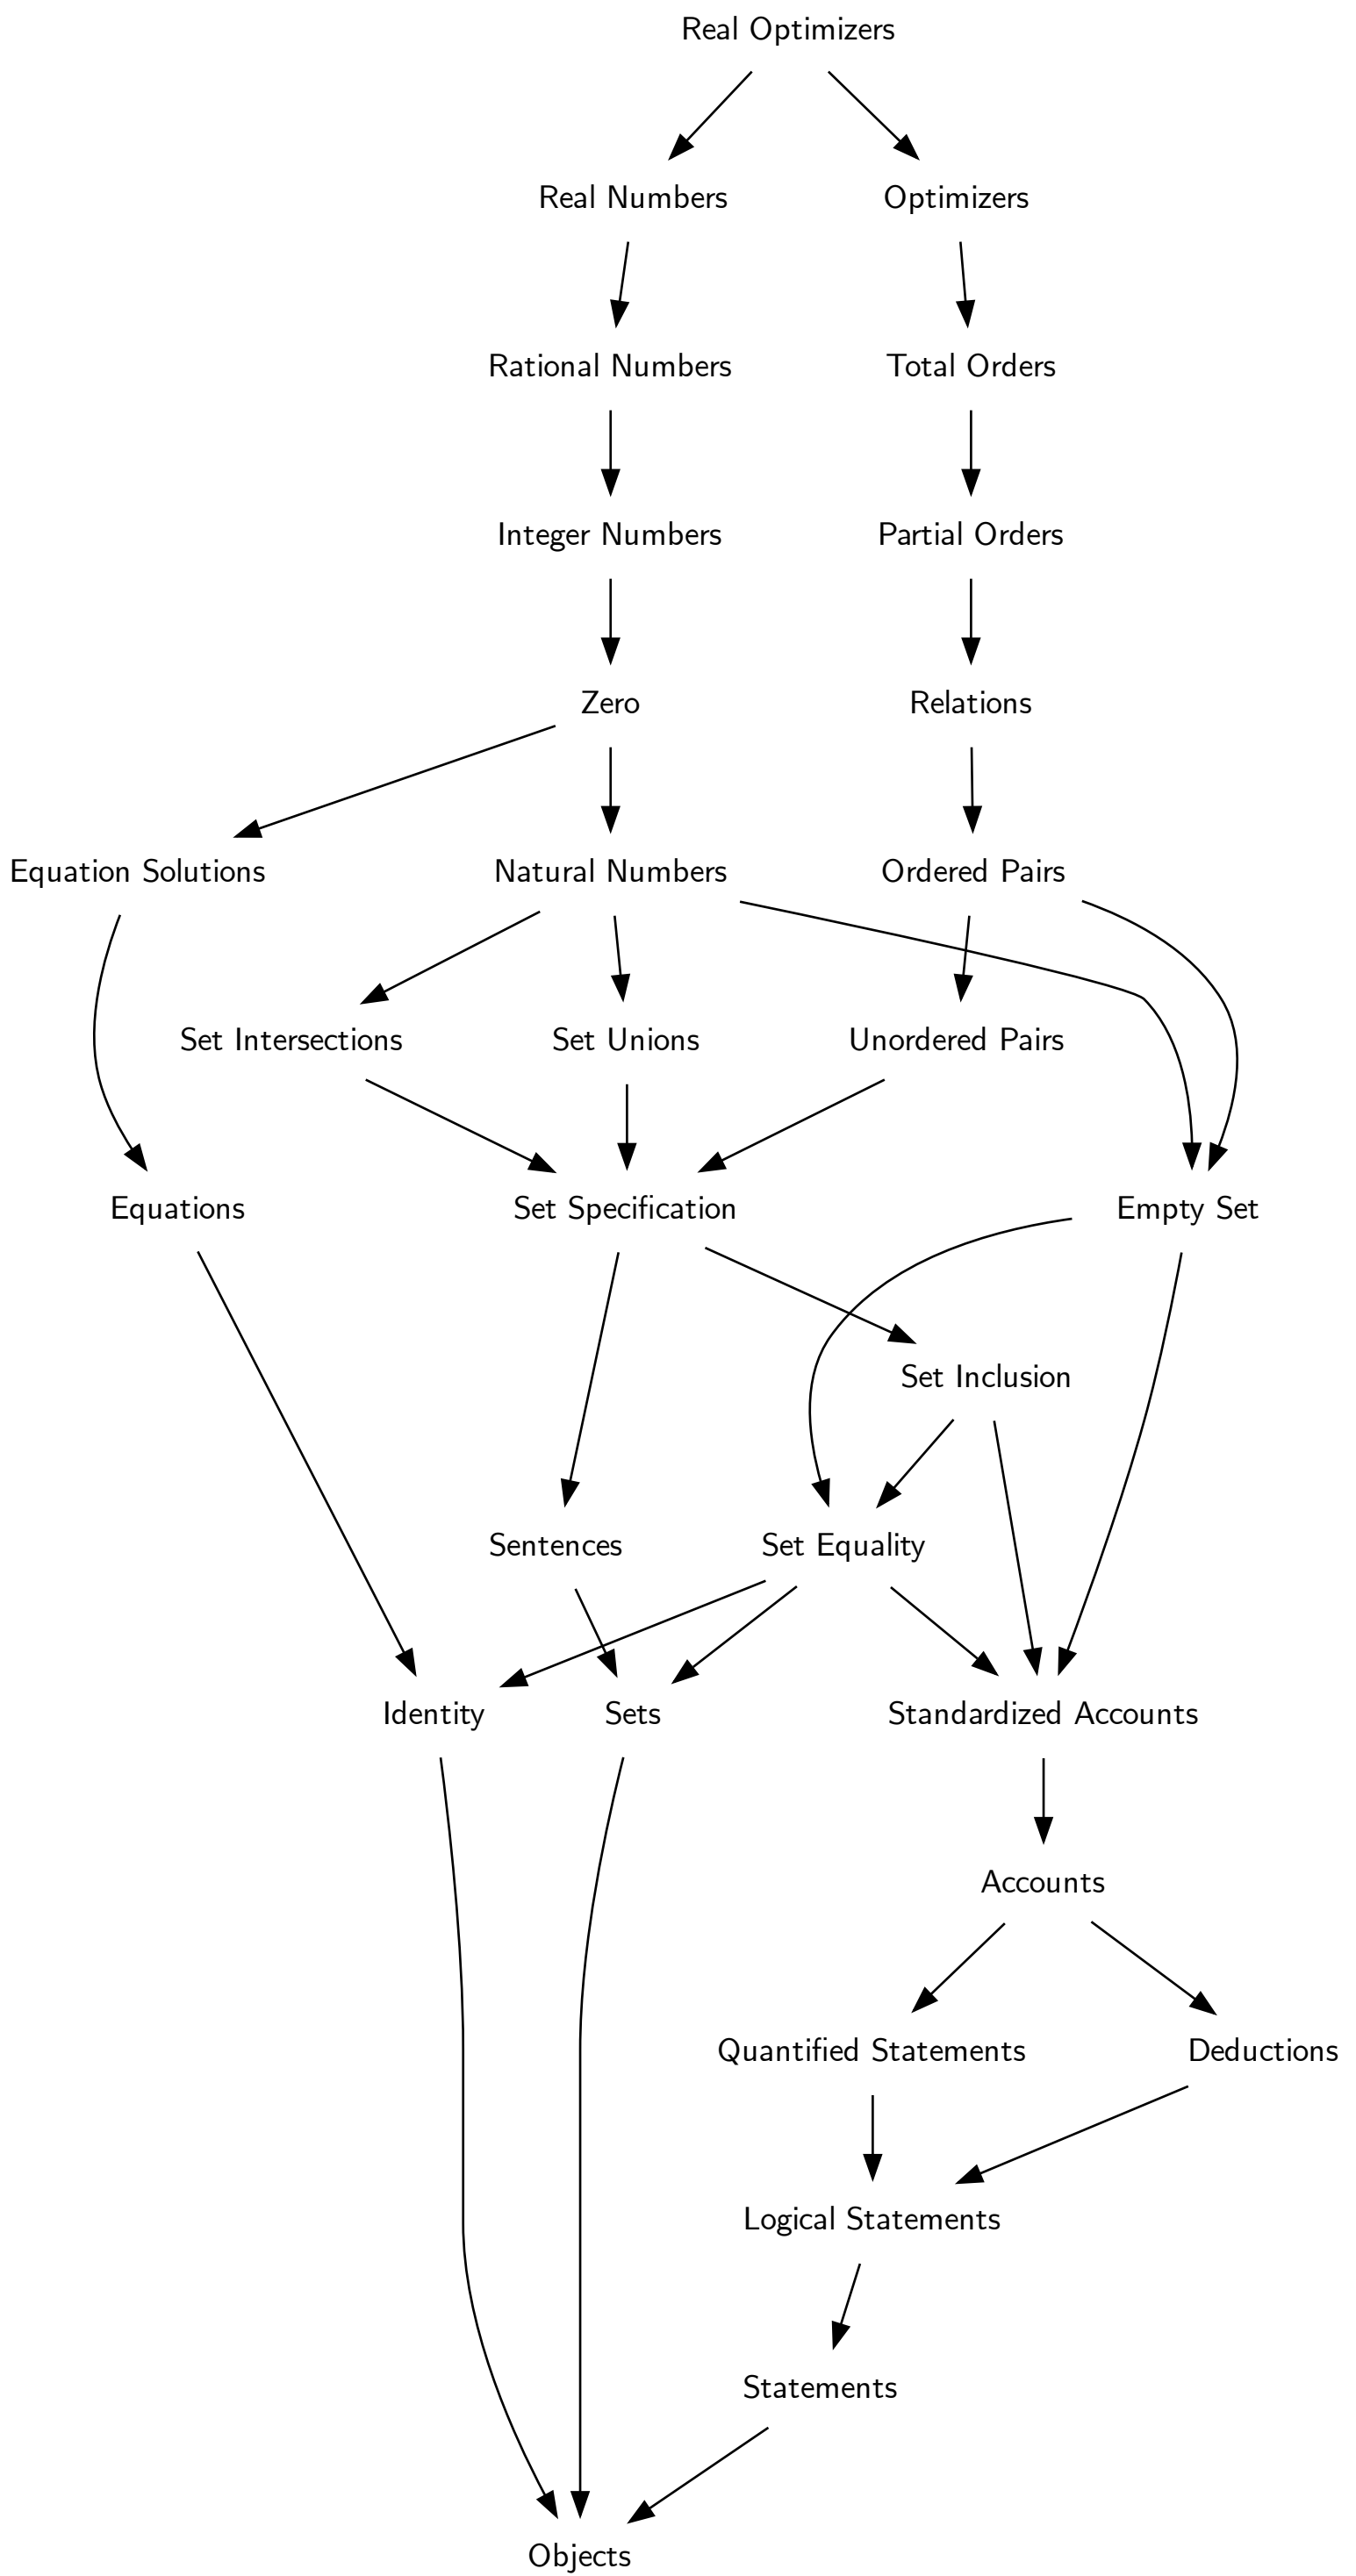 Real Optimizers
Real Numbers
Optimizers
Rational Numbers
Total Orders
Integer Numbers
Partial Orders
Zero
Relations
Equation Solutions
Natural Numbers
Ordered Pairs
Set Intersections
Set Unions
Unordered Pairs
Equations
Set Specification
Empty Set
Set Inclusion
Sentences
Set Equality
Identity
Sets
Standardized Accounts
Accounts
Quantified Statements
Deductions
Logical Statements
Statements
Objects